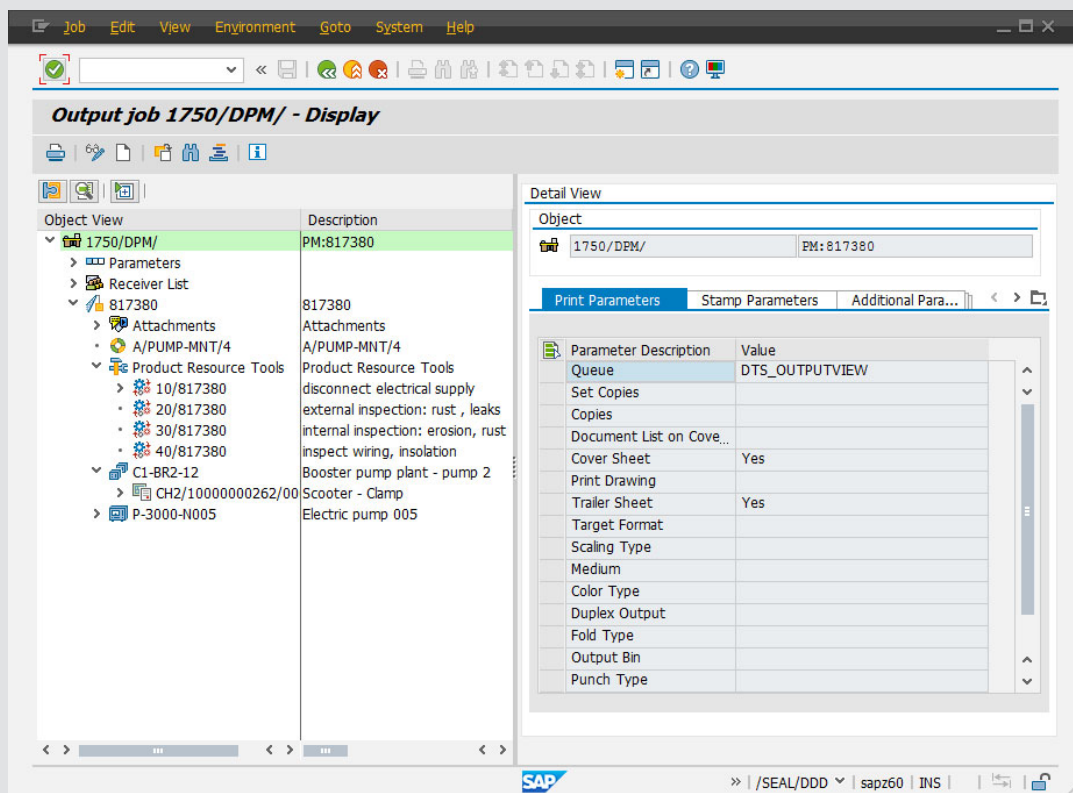 Job Edit View Environment Goto System Help
Output job 1750/DPM/ - Display
Object View Description
1750/DPM/ PM:817380
Parameters
Receiver List
817380 817380
Attachments Attachments
A/PUMP-MNT/4 A/PUMP-MNT/4
Product Resource Tools Product Resource Tools
10/817380 disconnect electrical supply
20/817380 external inspection: rust , leaks
30/817380 internal inspection: erosion, rust
40/817380 inspect wiring, insolation
C1-BR2-12 Booster pump plant - pump 2
CH2/10000000262/00 Scooter - Clamp
P-3000-N005 Electric pump 005
Detail View
Object
1750/DPM/ PM:817380
Print Parameters Stamp Parameters Additional Para...
Parameter Description Value
Queue DTS_OUTPUTVIEW
Set Copies
Copies
Document List on Cove...
Cover Sheet Yes
Print Drawing
Trailer Sheet Yes
Target Format
Scaling Type
Medium
Color Type
Duplex Output
Fold Type
Output Bin
Punch Type
SAP » | /SEAL/DDD | sapz60 | INS |